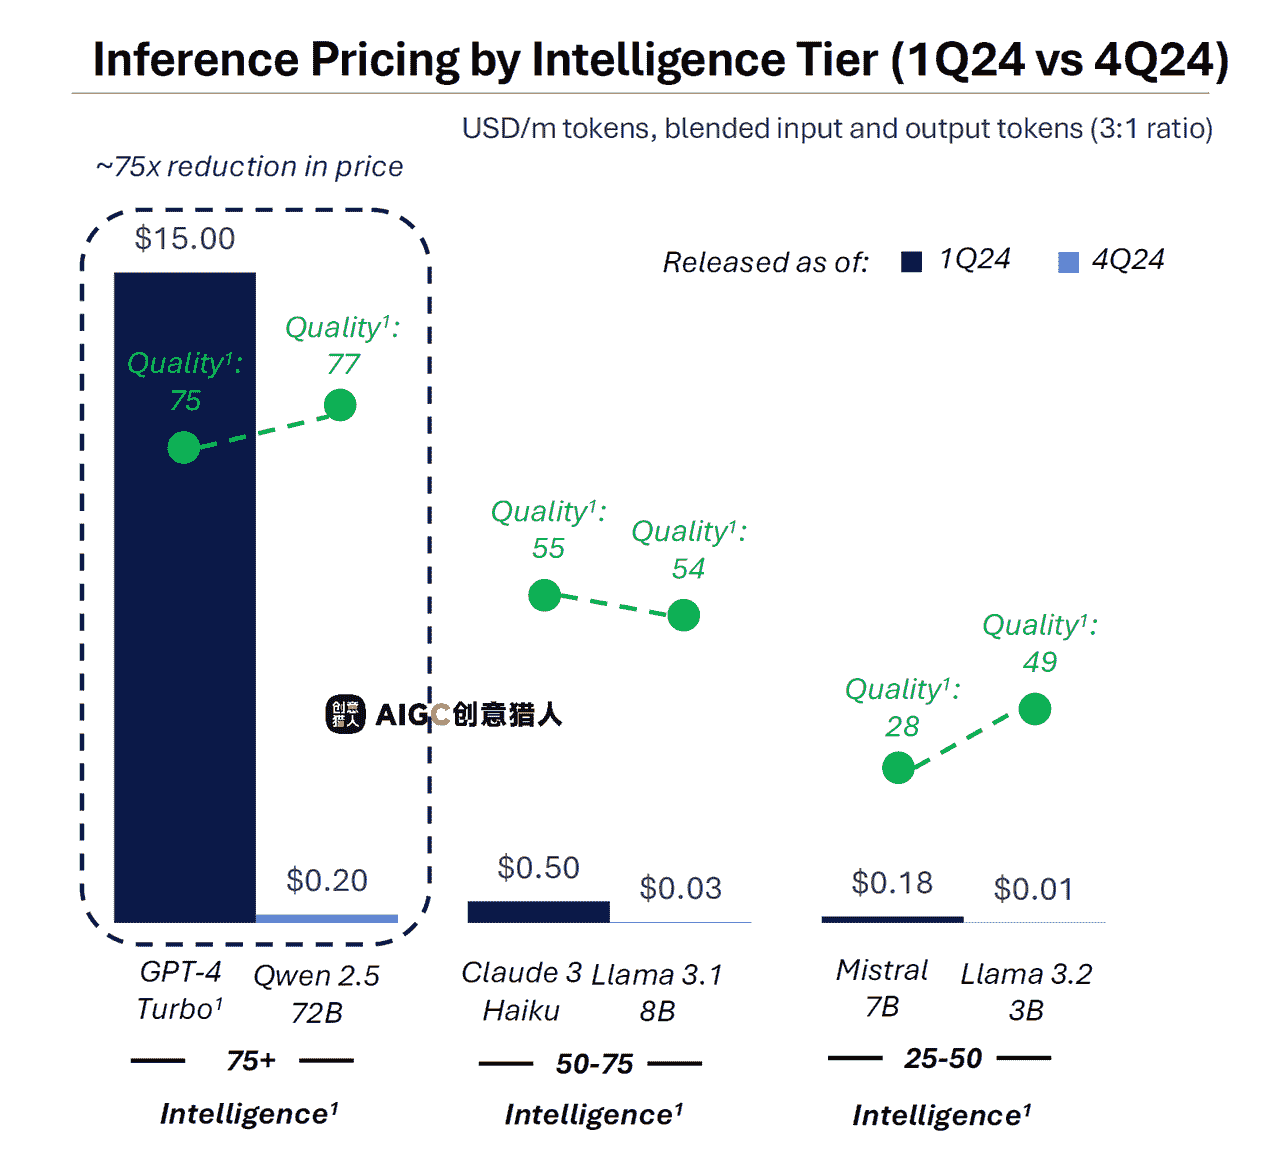 Inference Pricing by Intelligence Tier (1Q24 vs 4Q24)
USD/m tokens, blended input and output tokens (3:1 ratio)
~75x reduction in price
$15.00
Released as of: 1Q24 4Q24
Quality¹:
77
Quality¹:
75
Quality¹:
55
Quality¹:
54
Quality¹:
49
Quality¹:
28
创意
猎人
AIGC创意猎人
$0.20
$0.50
$0.03
$0.18
$0.01
GPT-4
Turbo¹
Qwen 2.5
72B
Claude 3
Haiku
Llama 3.1
8B
Mistral
7B
Llama 3.2
3B
75+
Intelligence¹
50-75
Intelligence¹
25-50
Intelligence¹